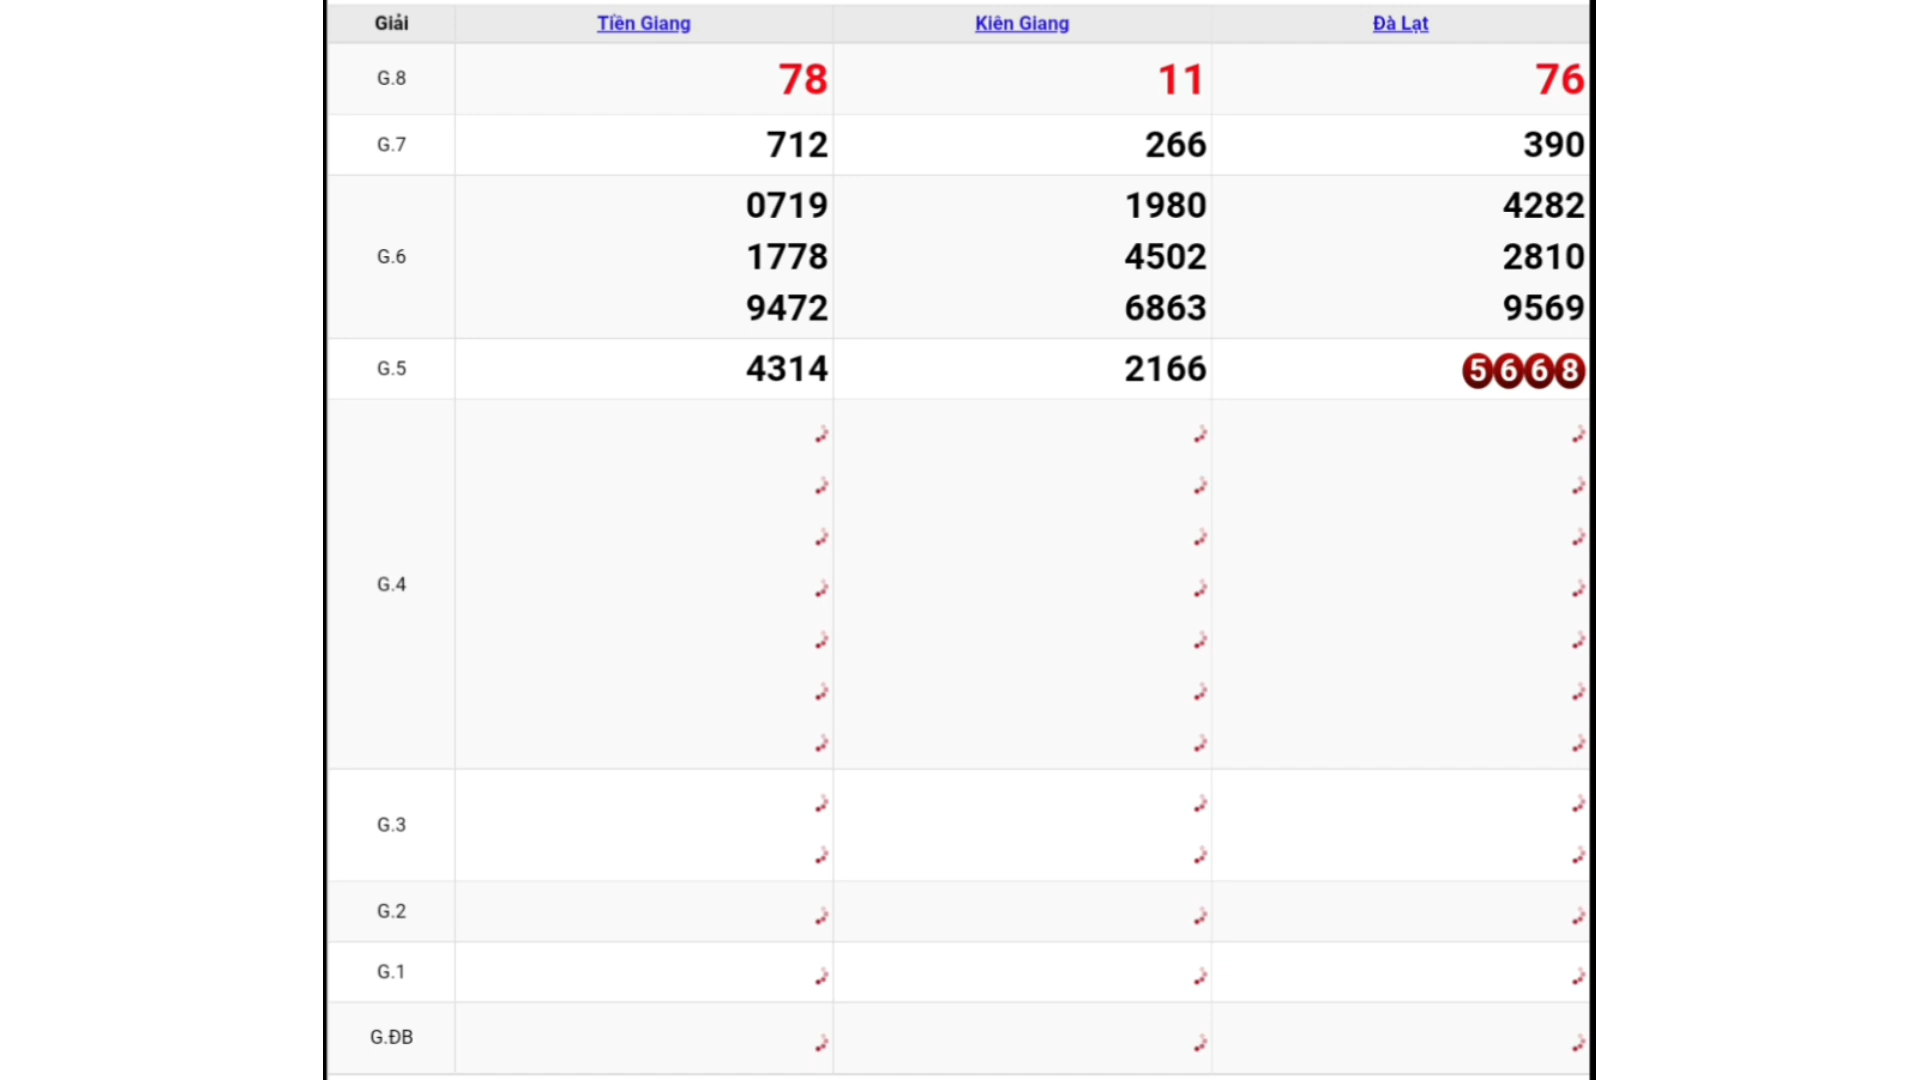 Giải Tiền Giang Kiên Giang Đà Lạt
G.8 78 11 76
G.7 712 266 390
0719 1980 4282
G.6 1778 4502 2810
9472 6863 9569
G.5 4314 2166 5668
G.4
G.3
G.2
G.1
G.ĐB